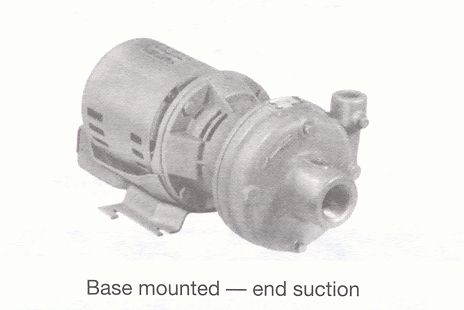 Base mounted — end suction